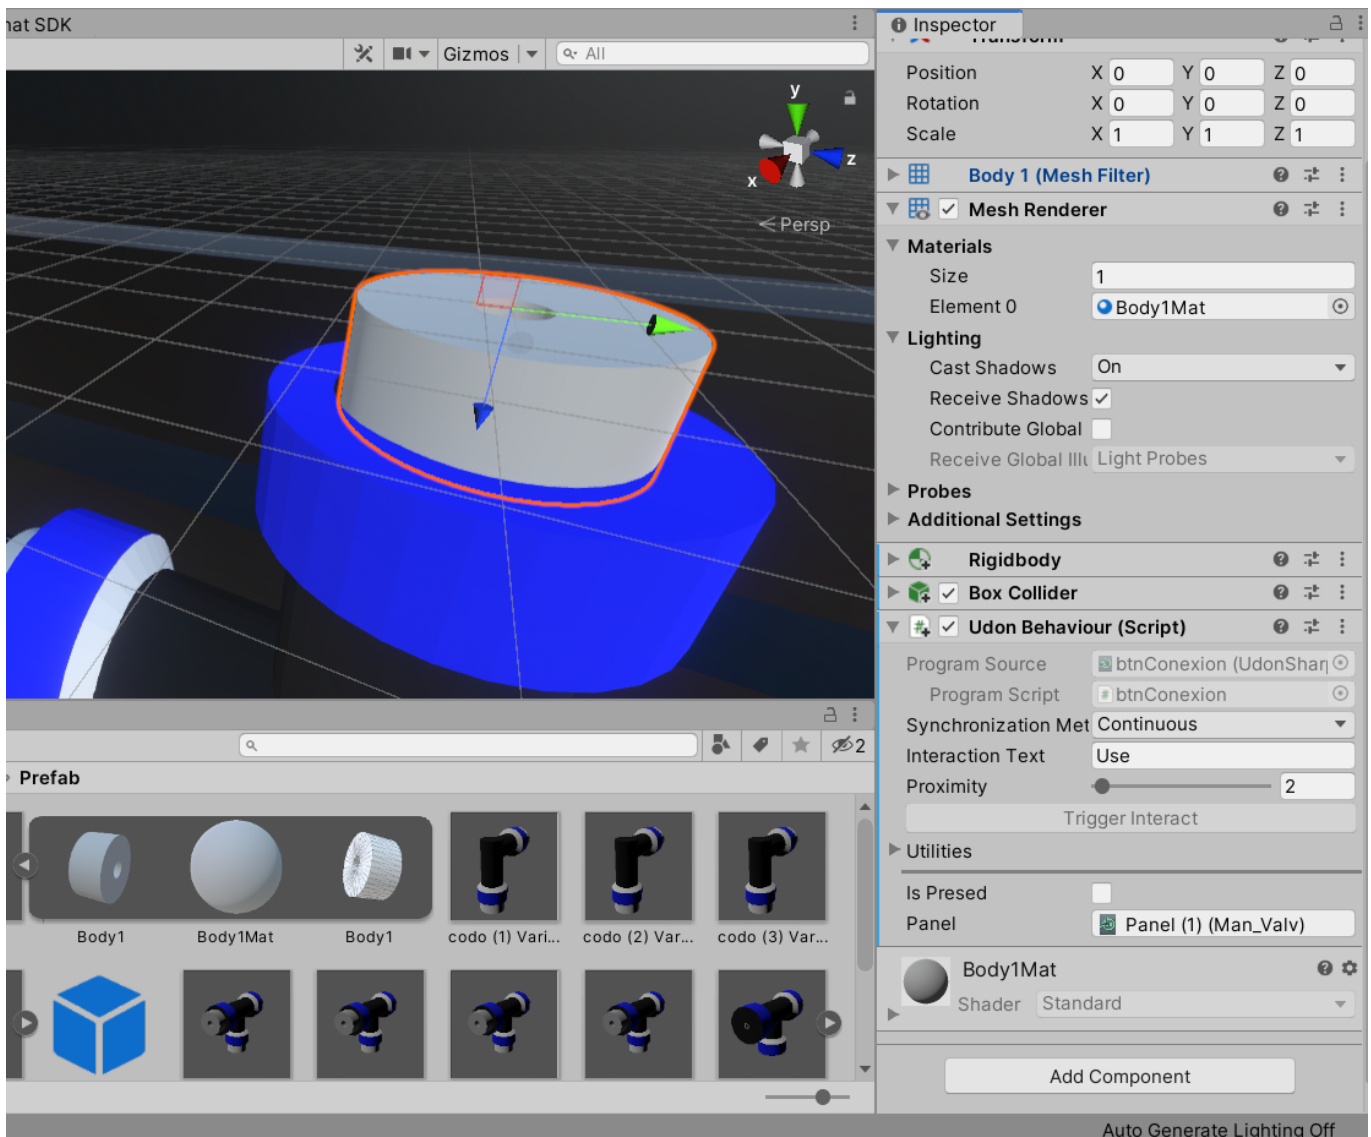 nat SDK
Gizmos
All
y
z
x
Persp
2
Prefab
Body1
Body1Mat
Body1
codo (1) Vari...
codo (2) Var...
codo (3) Var...
Inspector
Transform
Position X 0 Y 0 Z 0
Rotation X 0 Y 0 Z 0
Scale X 1 Y 1 Z 1
Body 1 (Mesh Filter)
Mesh Renderer
Materials
Size 1
Element 0 Body1Mat
Lighting
Cast Shadows On
Receive Shadows
Contribute Global
Receive Global Illu Light Probes
Probes
Additional Settings
Rigidbody
Box Collider
Udon Behaviour (Script)
Program Source btnConexion (UdonSharp
Program Script btnConexion
Synchronization Met Continuous
Interaction Text Use
Proximity 2
Trigger Interact
Utilities
Is Presed
Panel Panel (1) (Man_Valv)
Body1Mat
Shader Standard
Add Component
Auto Generate Lighting Off